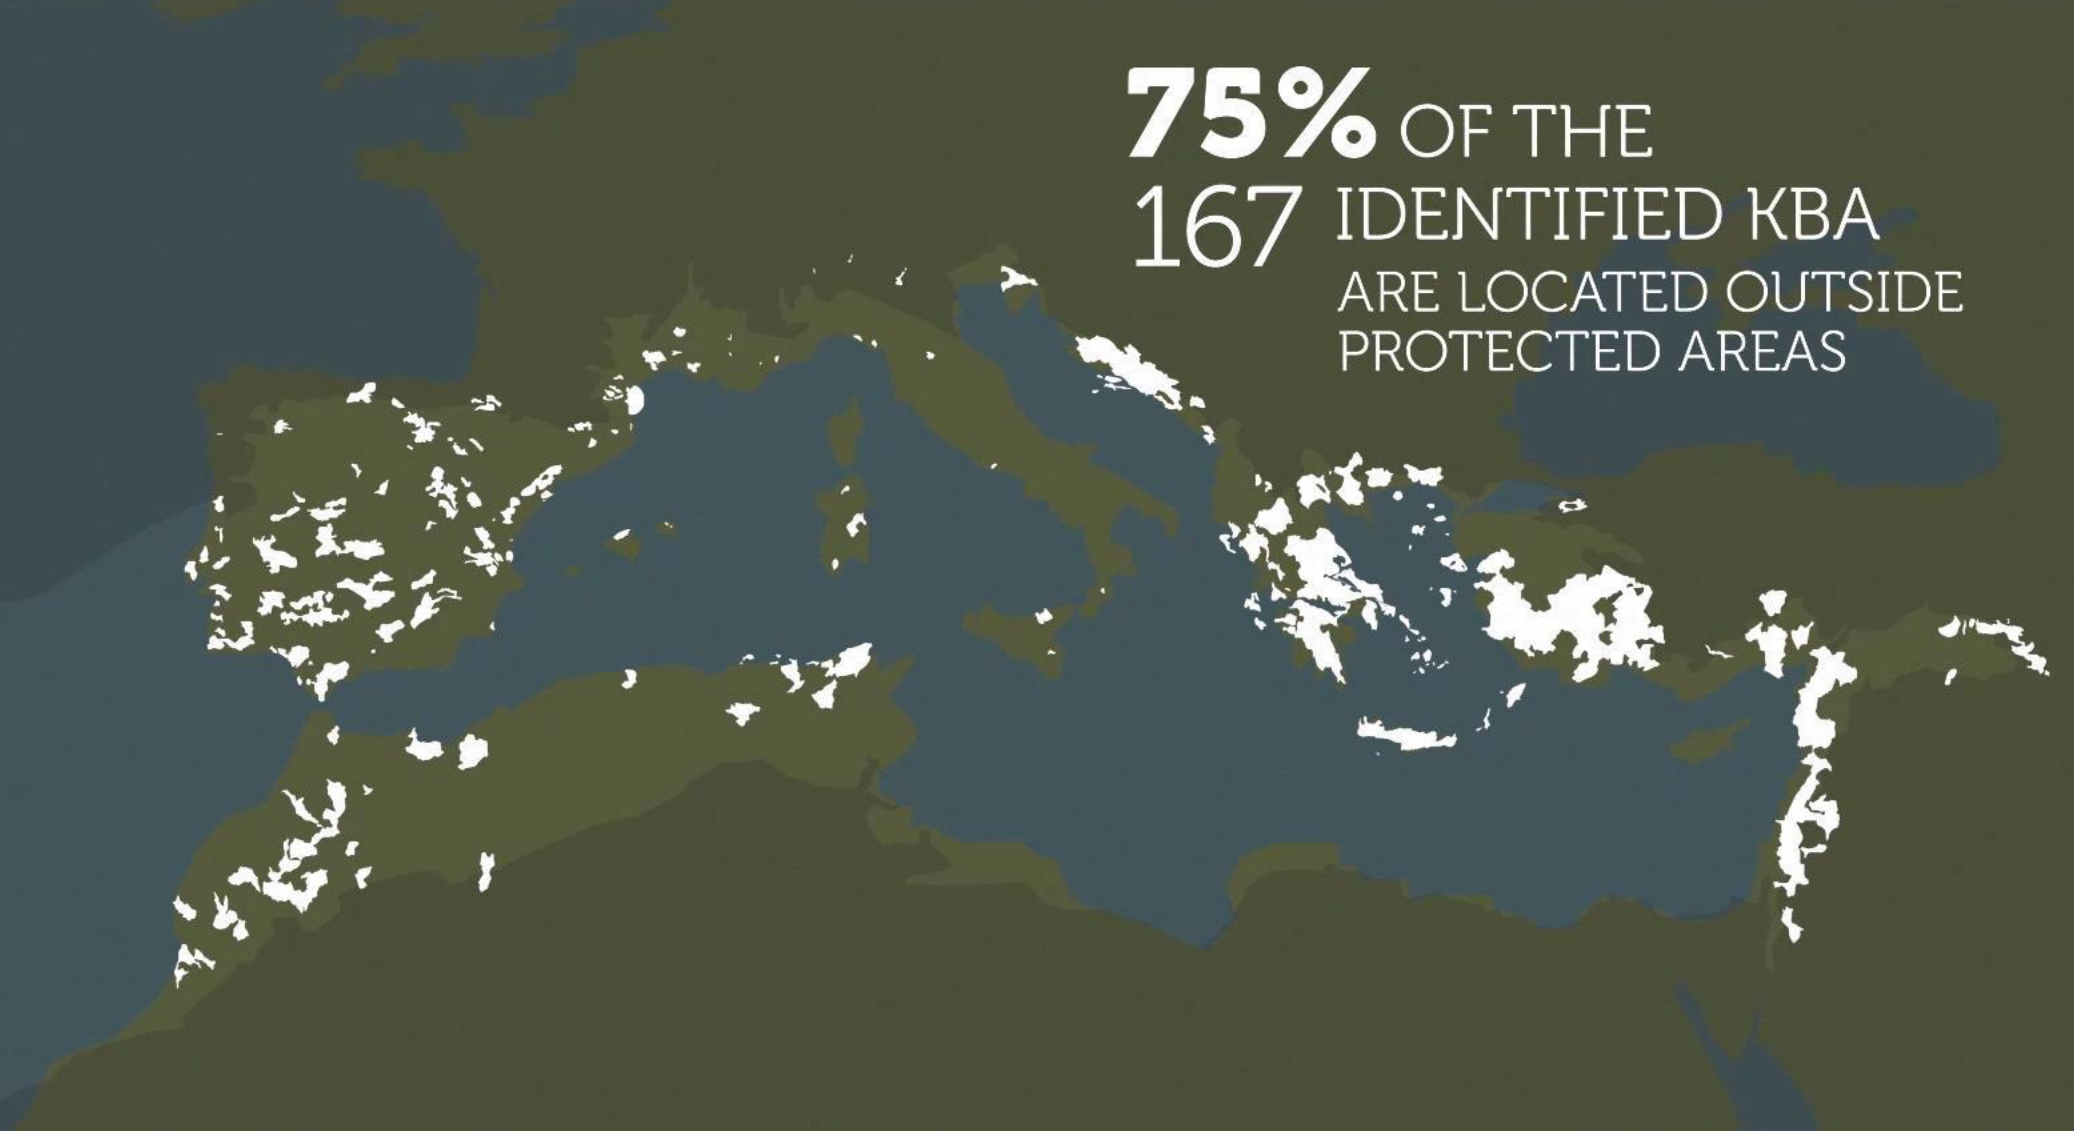 75% OF THE
167 IDENTIFIED KBA
ARE LOCATED OUTSIDE
PROTECTED AREAS